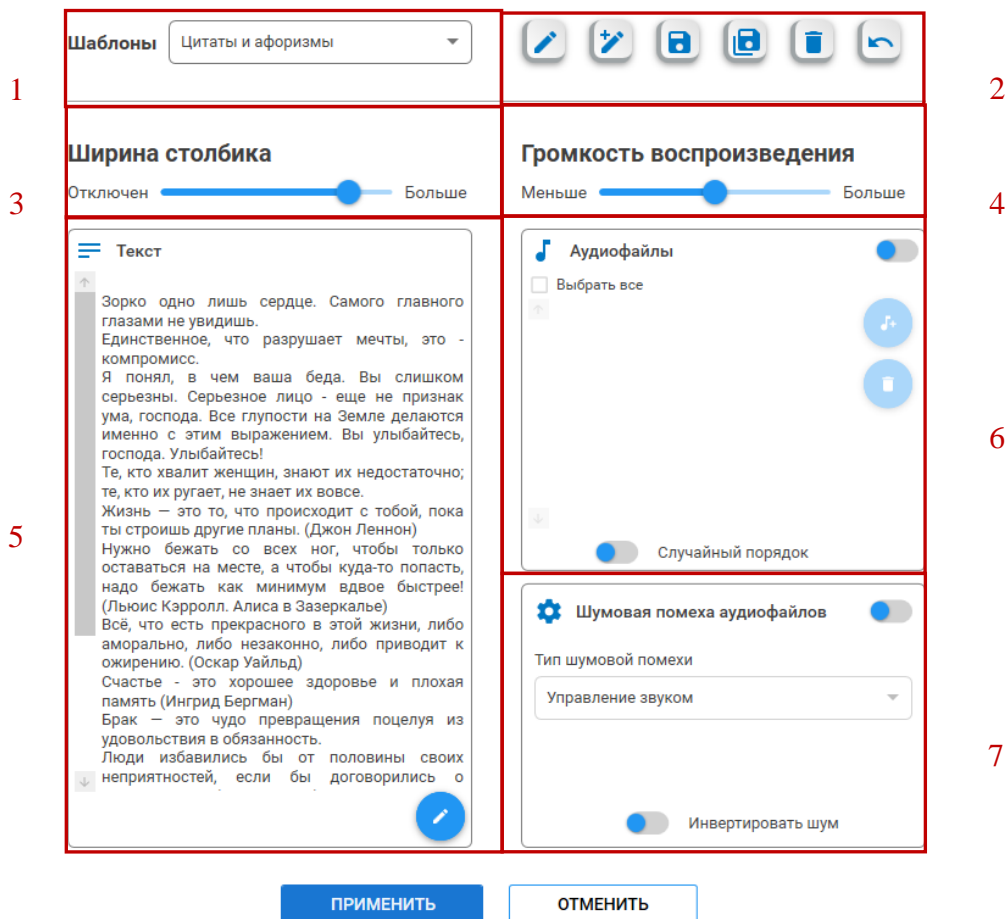 Шаблоны Цитаты и афоризмы
1
2
Ширина столбика
Отключен Больше
3
Громкость воспроизведения
Меньше Больше
4
Текст
Зорко одно лишь сердце. Самого главного
глазами не увидишь.
Единственное, что разрушает мечты, это -
компромисс.
Я понял, в чем ваша беда. Вы слишком
серьезны. Серьезное лицо - еще не признак
ума, господа. Все глупости на Земле делаются
именно с этим выражением. Вы улыбайтесь,
господа. Улыбайтесь!
Те, кто хвалит женщин, знают их недостаточно;
те, кто их ругает, не знает их вовсе.
Жизнь — это то, что происходит с тобой, пока
ты строишь другие планы. (Джон Леннон)
Нужно бежать со всех ног, чтобы только
оставаться на месте, а чтобы куда-то попасть,
надо бежать как минимум вдвое быстрее!
(Льюис Кэрролл. Алиса в Зазеркалье)
Всё, что есть прекрасного в этой жизни, либо
аморально, либо незаконно, либо приводит к
ожирению. (Оскар Уайльд)
Счастье - это хорошее здоровье и плохая
память (Ингрид Бергман)
Брак — это чудо превращения поцелуя из
удовольствия в обязанность.
Люди избавились бы от половины своих
неприятностей, если бы договорились о
5
Аудиофайлы
Выбрать все
Случайный порядок
6
Шумовая помеха аудиофайлов
Тип шумовой помехи
Управление звуком
Инвертировать шум
7
ПРИМЕНИТЬ ОТМЕНИТЬ